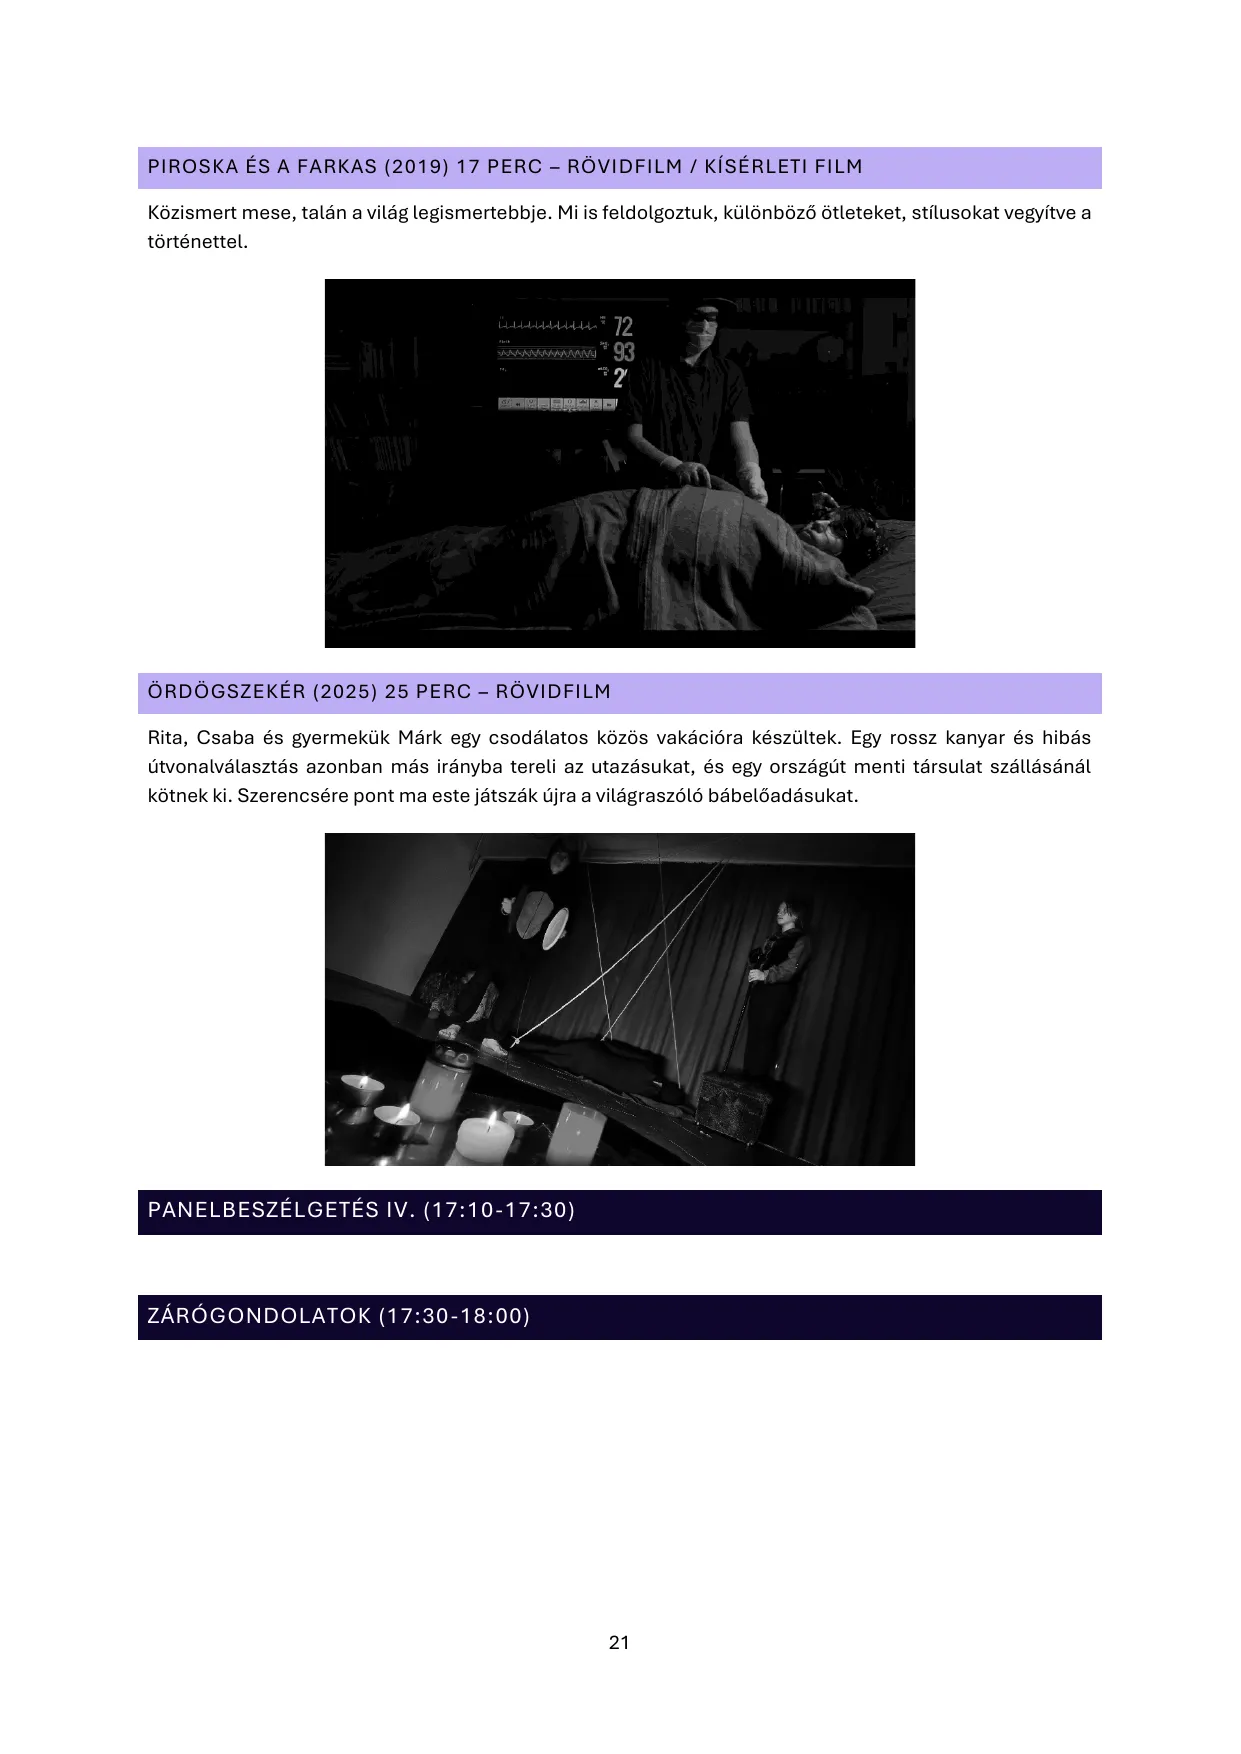 PIROSKA ÉS A FARKAS (2019) 17 PERC – RÖVIDFILM / KÍSÉRLETI FILM
Közismert mese, talán a világ legismertebbje. Mi is feldolgoztuk, különböző ötleteket, stílusokat vegyítve a
történettel.
72
93
ÖRDÖGSZEKÉR (2025) 25 PERC – RÖVIDFILM
Rita, Csaba és gyermekük Márk egy csodálatos közös vakációra készültek. Egy rossz kanyar és hibás
útvonalválasztás azonban más irányba tereli az utazásukat, és egy országút menti társulat szállásánál
kötnek ki. Szerencsére pont ma este játszák újra a világraszóló bábelőadásukat.
PANELBESZÉLGETÉS IV. (17:10-17:30)
ZÁRÓGONDOLATOK (17:30-18:00)
21